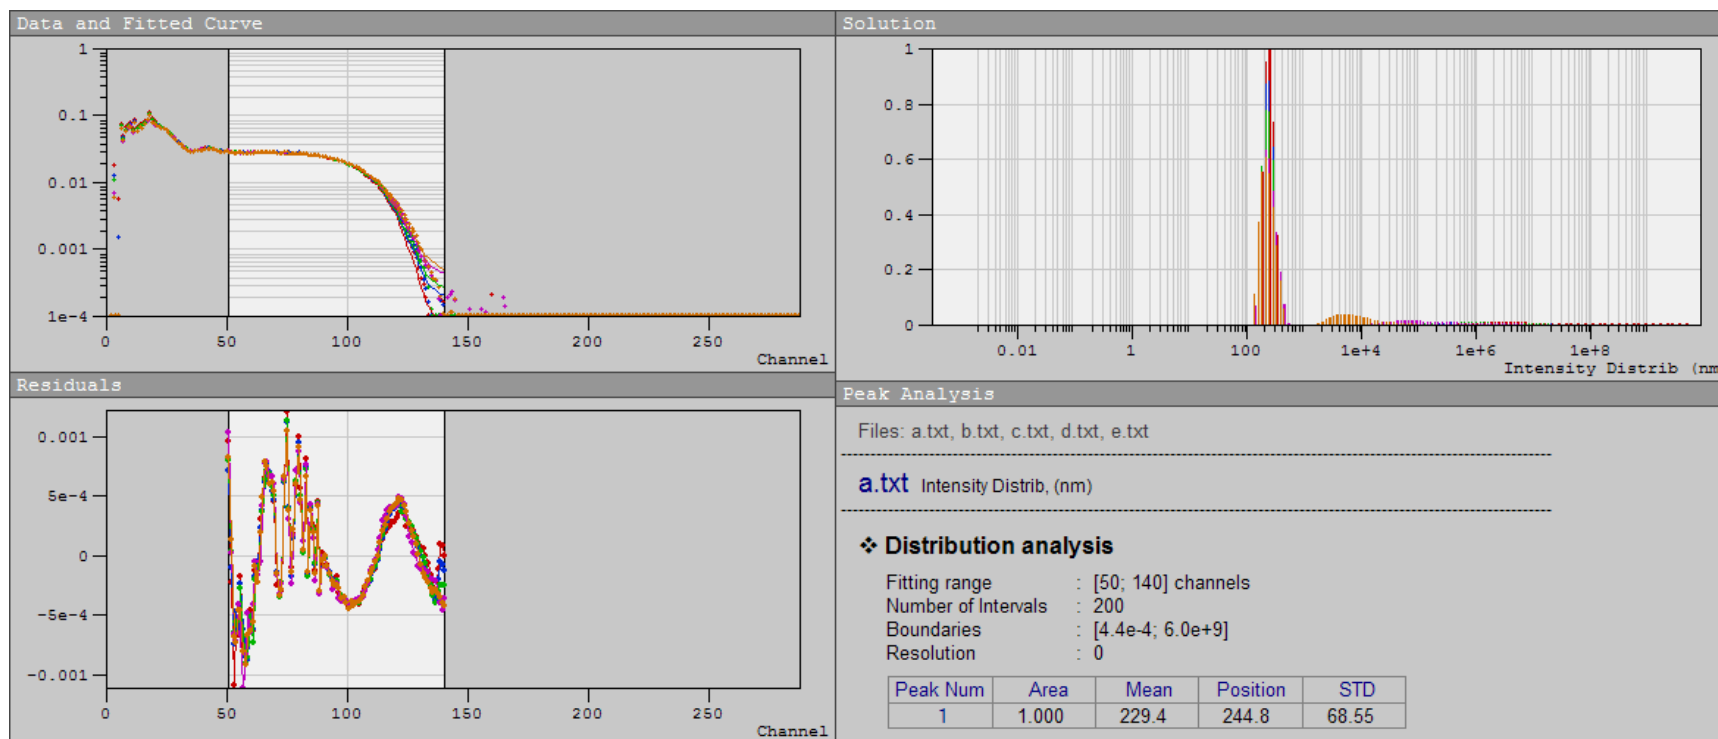 Data and Fitted Curve
1
0.1
0.01
0.001
1e-4
0 50 100 150 200 250
Channel
Residuals
0.001
5e-4
0
-5e-4
-0.001
0 50 100 150 200 250
Channel
Solution
1
0.8
0.6
0.4
0.2
0
0.01 1 100 1e+4 1e+6 1e+8
Intensity Distrib (nm
Peak Analysis
Files: a.txt, b.txt, c.txt, d.txt, e.txt
a.txt Intensity Distrib, (nm)
❖ Distribution analysis
Fitting range : [50; 140] channels
Number of Intervals : 200
Boundaries : [4.4e-4; 6.0e+9]
Resolution : 0
Peak Num Area Mean Position STD
1 1.000 229.4 244.8 68.55